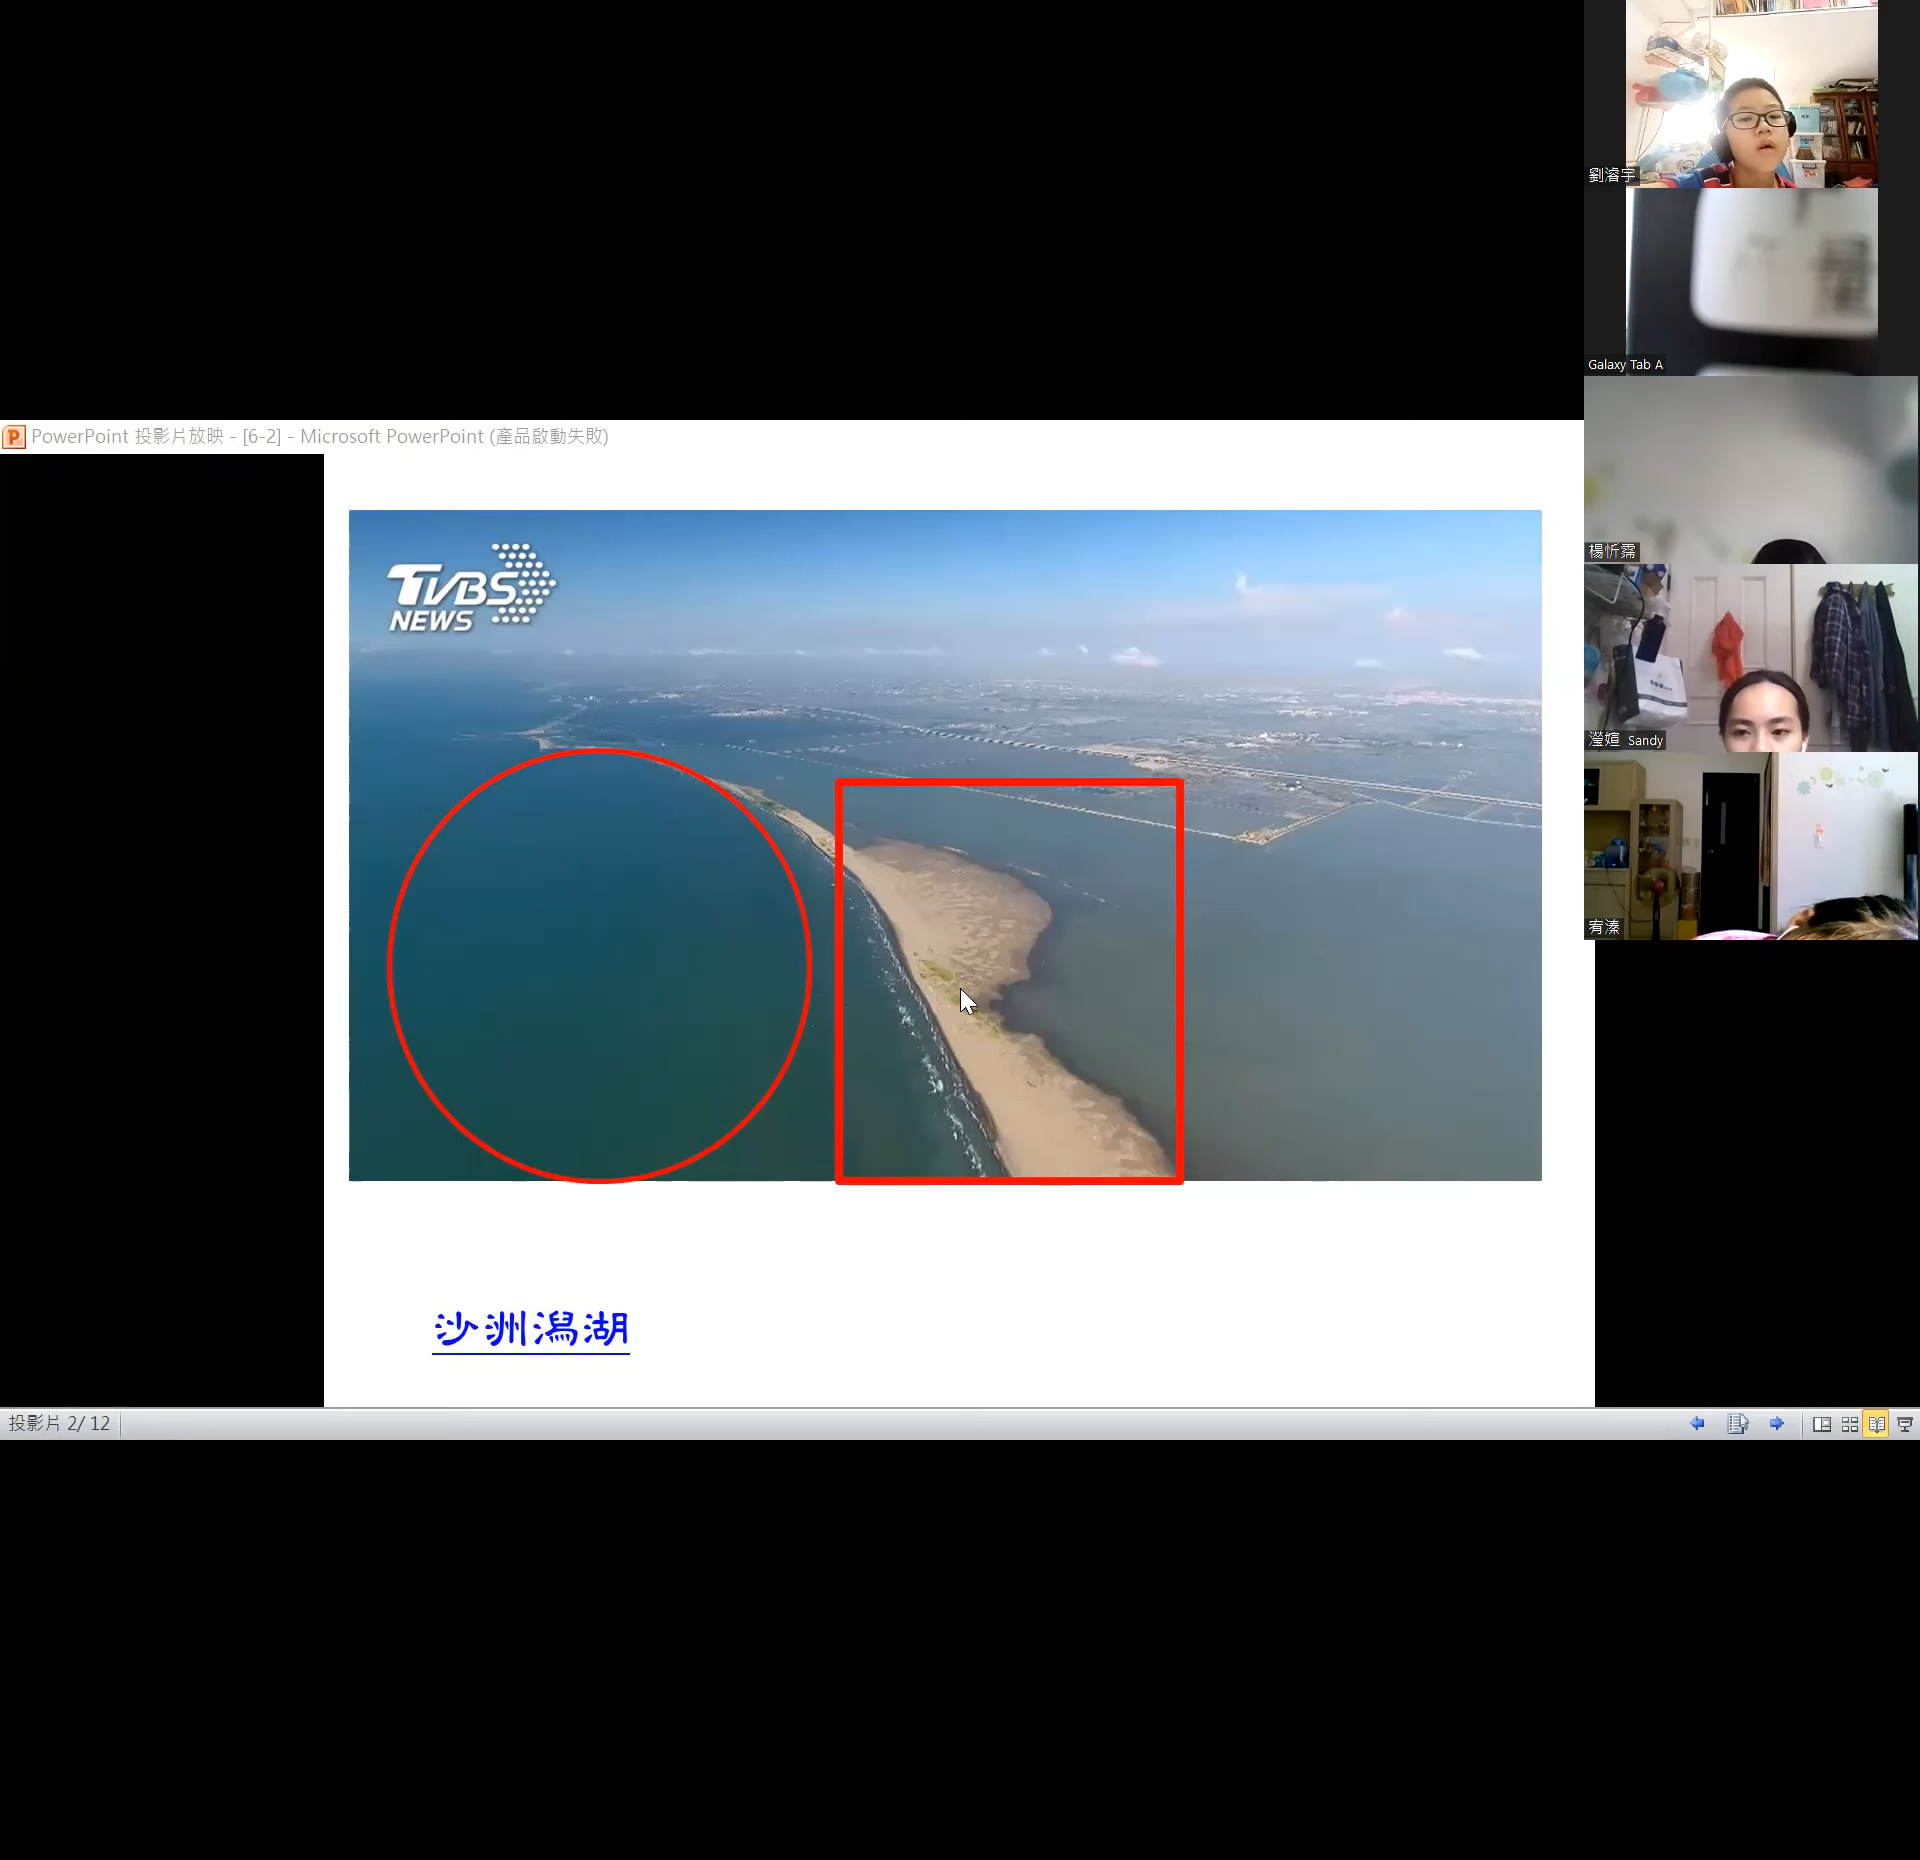 PowerPoint 投影片放映 - [6-2] - Microsoft PowerPoint (產品啟動失敗)
TVBS
NEWS
沙洲潟湖
投影片 2/ 12
劉濬宇
Galaxy Tab A
楊忻霈
瀅媗 Sandy
宥溱